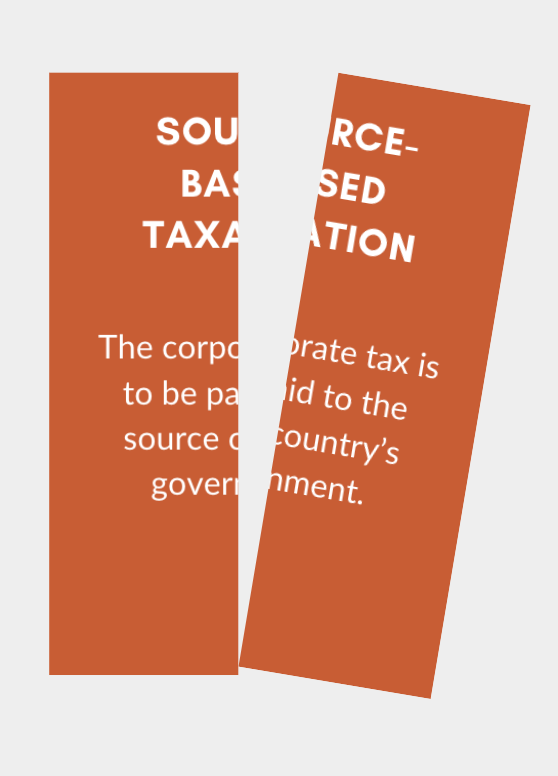 SOURCE-
BASED
TAXATION
The corporate tax is
to be paid to the
source country's
government.